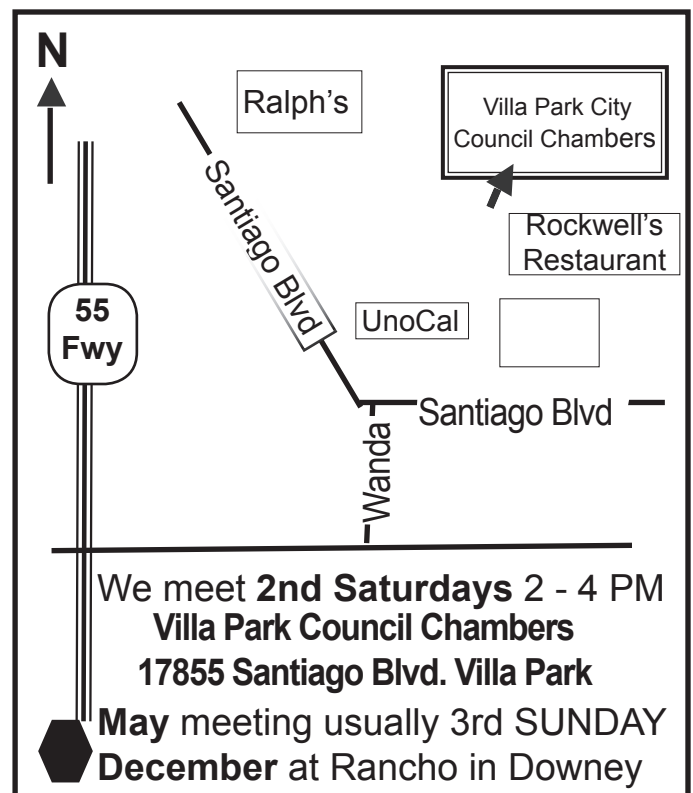 N
Ralph's
Villa Park City
Council Chambers
Santiago Blvd
Rockwell's
Restaurant
55
Fwy
UnoCal
Santiago Blvd
Wanda
We meet 2nd Saturdays 2 - 4 PM
Villa Park Council Chambers
17855 Santiago Blvd. Villa Park
May meeting usually 3rd SUNDAY
December at Rancho in Downey